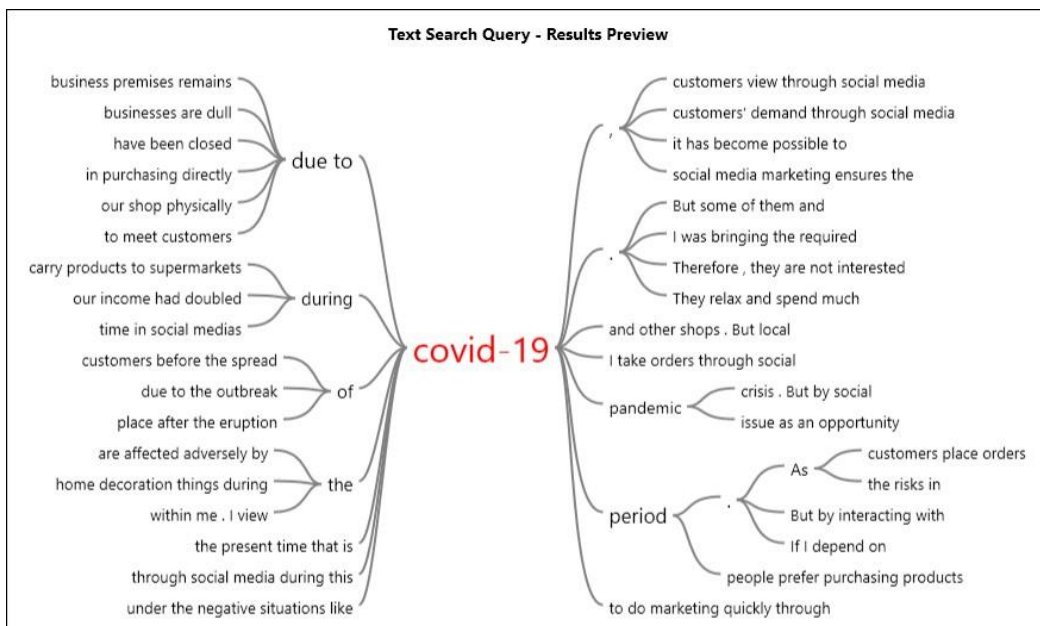 Text Search Query - Results Preview
business premises remains
businesses are dull
have been closed
in purchasing directly
our shop physically
to meet customers
due to
carry products to supermarkets
our income had doubled
time in social medias
during
customers before the spread
due to the outbreak
place after the eruption
of
are affected adversely by
home decoration things during
within me . I view
the
the present time that is
through social media during this
under the negative situations like
covid-19
,
customers view through social media
customers' demand through social media
it has become possible to
social media marketing ensures the
.
But some of them and
I was bringing the required
Therefore , they are not interested
They relax and spend much
and other shops . But local
I take orders through social
pandemic
crisis . But by social
issue as an opportunity
period
.
As
customers place orders
the risks in
But by interacting with
If I depend on
people prefer purchasing products
to do marketing quickly through